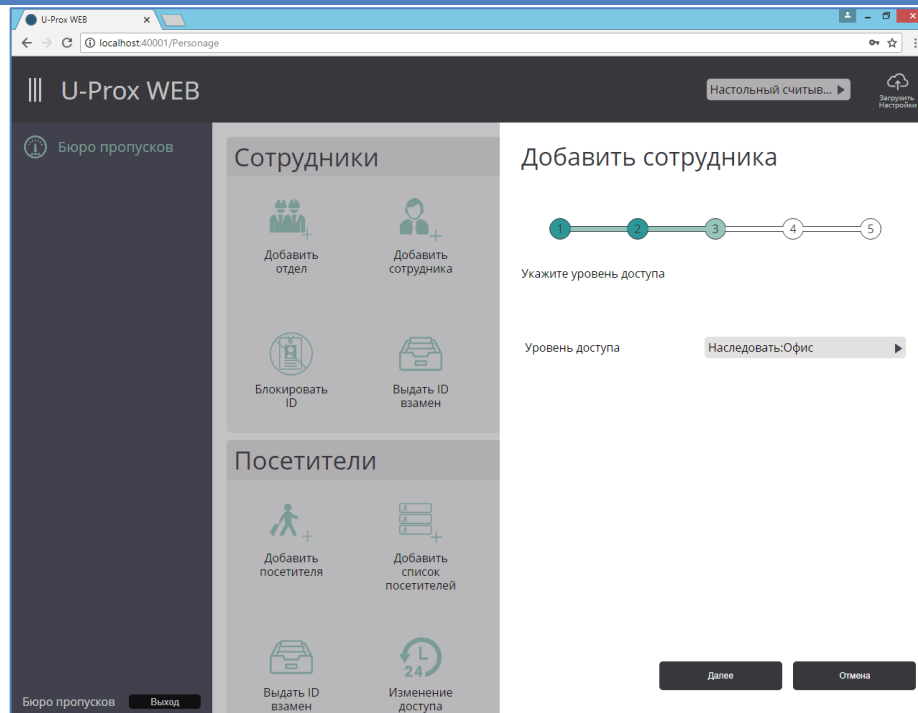 U-Prox WEB
localhost:40001/Personage
U-Prox WEB
Настольный считыв...
Загрузить
Настройки
Бюро пропусков
Сотрудники
Добавить
отдел
Добавить
сотрудника
Блокировать
ID
Выдать ID
взамен
Посетители
Добавить
посетителя
Добавить
список
посетителей
24
Выдать ID
взамен
Изменение
доступа
Добавить сотрудника
1 2 3 4 5
Укажите уровень доступа
Уровень доступа
Наследовать:Офис
Далее
Отмена
Бюро пропусков
Выход